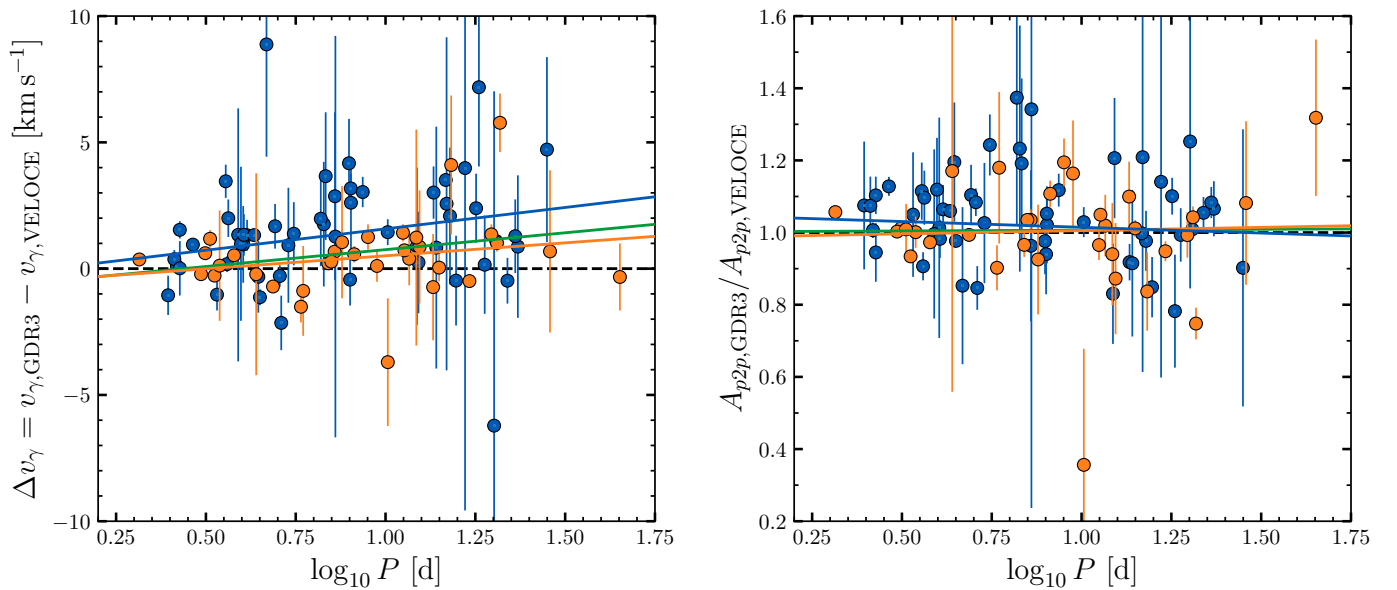 Δv_γ = v_γ,GDR3 − v_γ,VELOCE [km s⁻¹]
10
5
0
−5
−10
0.25 0.50 0.75 1.00 1.25 1.50 1.75
log₁₀ P [d]
A_p2p,GDR3/A_p2p,VELOCE
1.6
1.4
1.2
1.0
0.8
0.6
0.4
0.2
0.25 0.50 0.75 1.00 1.25 1.50 1.75
log₁₀ P [d]